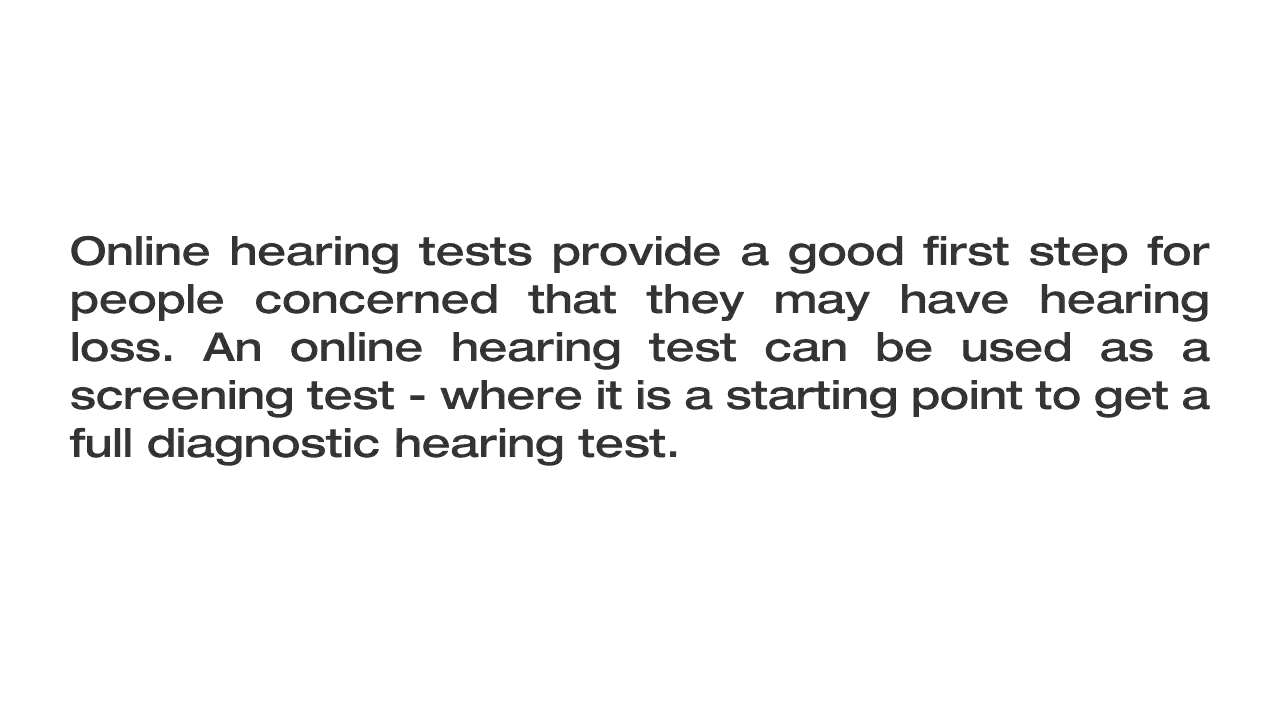 Online hearing tests provide a good first step for
people concerned that they may have hearing
loss. An online hearing test can be used as a
screening test - where it is a starting point to get a
full diagnostic hearing test.